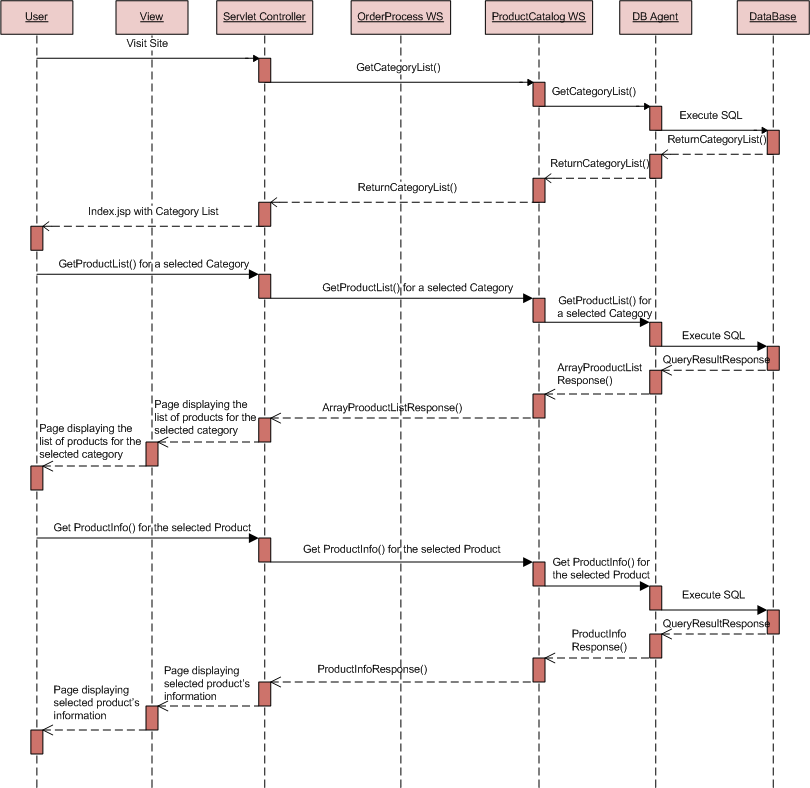 User
View
Servlet Controller
OrderProcess WS
ProductCatalog WS
DB Agent
DataBase
Visit Site
GetCategoryList()
GetCategoryList()
Execute SQL
ReturnCategoryList()
ReturnCategoryList()
ReturnCategoryList()
Index.jsp with Category List
GetProductList() for a selected Category
GetProductList() for a selected Category
GetProductList() for
a selected Category
Execute SQL
QueryResultResponse
ArrayProoductList
Response()
ArrayProoductListResponse()
Page displaying the
list of products for the
selected category
Page displaying the
list of products for the
selected category
Get ProductInfo() for the selected Product
Get ProductInfo() for the selected Product
Get ProductInfo() for
the selected Product
Execute SQL
QueryResultResponse
ProductInfo
Response()
ProductInfoResponse()
Page displaying
selected product's
information
Page displaying
selected product's
information